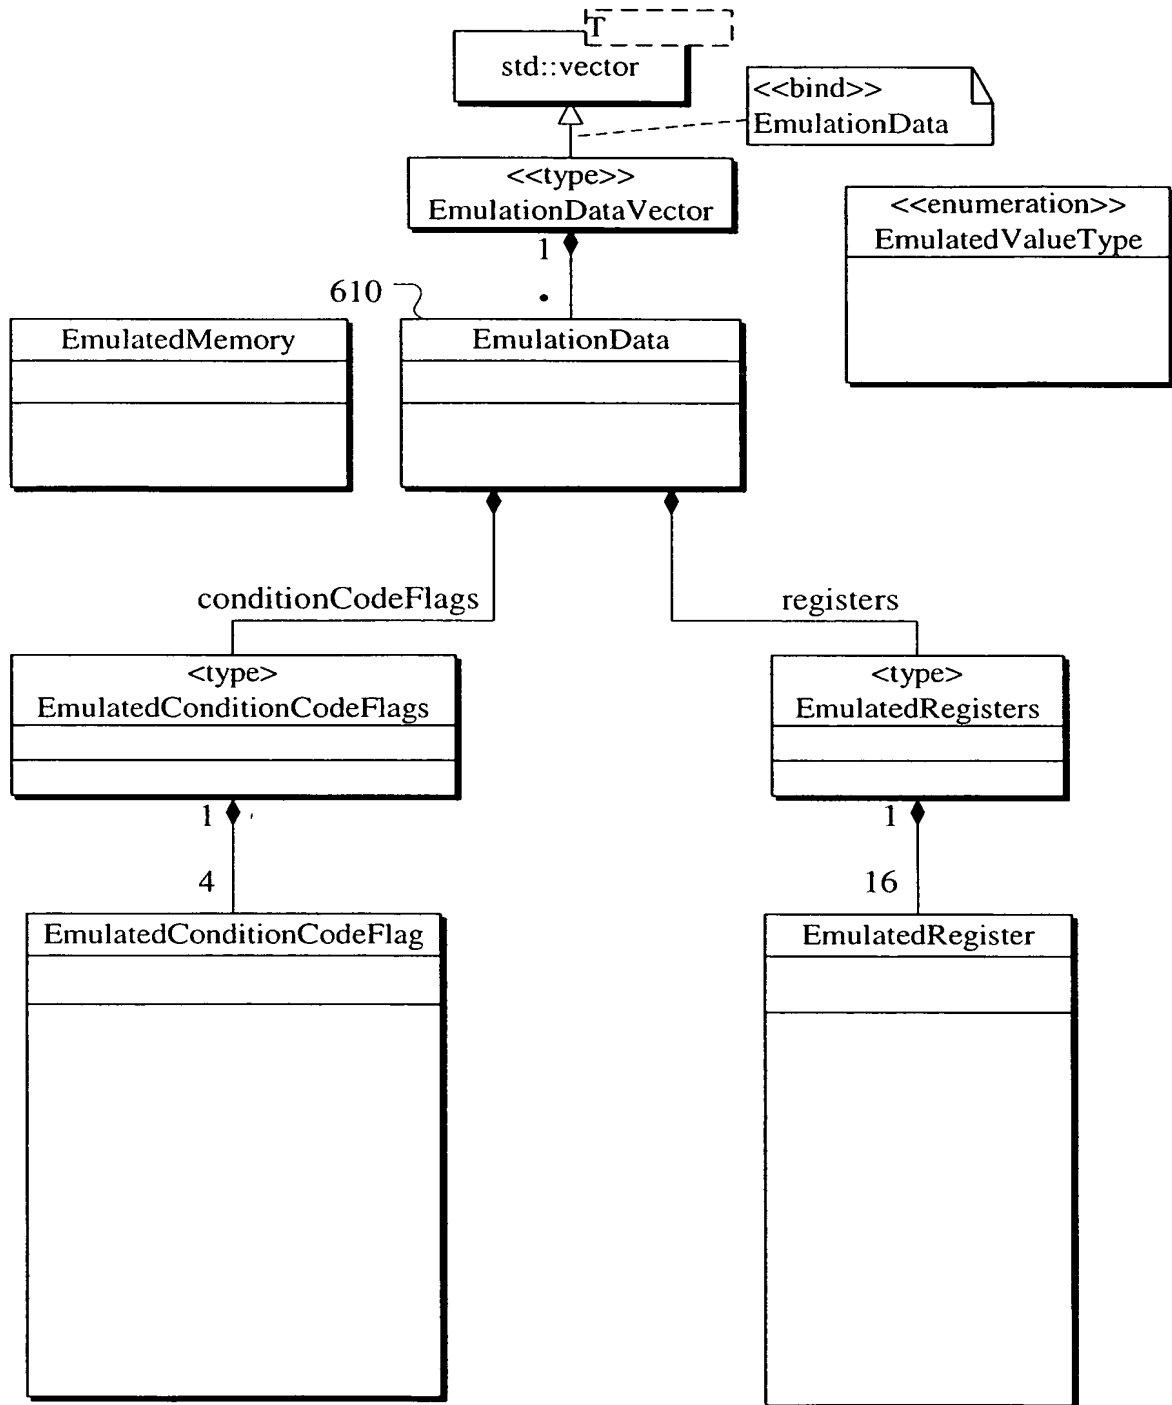 T
std::vector
<<bind>>
EmulationData
<<type>>
EmulationDataVector
<<enumeration>>
EmulatedValueType
1
610
EmulatedMemory
EmulationData
conditionCodeFlags
registers
<type>
EmulatedConditionCodeFlags
<type>
EmulatedRegisters
1
1
4
16
EmulatedConditionCodeFlag
EmulatedRegister